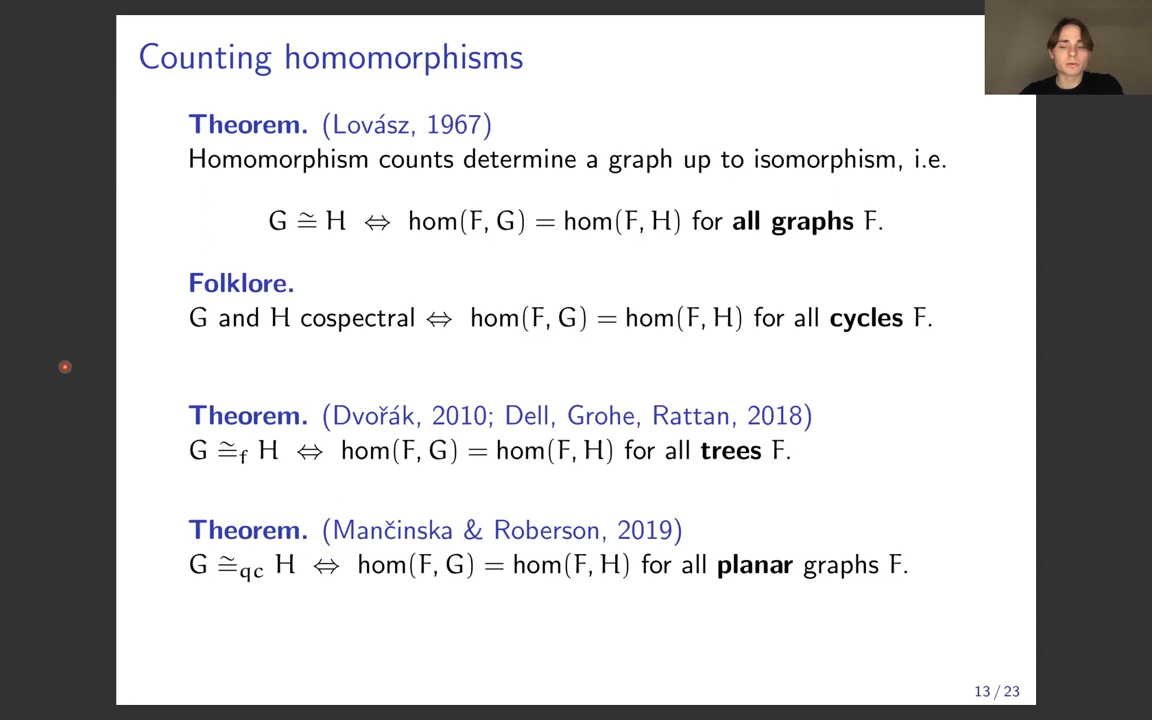 Counting homomorphisms
Theorem. (Lovász, 1967)
Homomorphism counts determine a graph up to isomorphism, i.e.
G ≅ H ⇔ hom(F, G) = hom(F, H) for all graphs F.
Folklore.
G and H cospectral ⇔ hom(F, G) = hom(F, H) for all cycles F.
Theorem. (Dvořák, 2010; Dell, Grohe, Rattan, 2018)
G ≅f H ⇔ hom(F, G) = hom(F, H) for all trees F.
Theorem. (Mančinska & Roberson, 2019)
G ≅qc H ⇔ hom(F, G) = hom(F, H) for all planar graphs F.
13 / 23